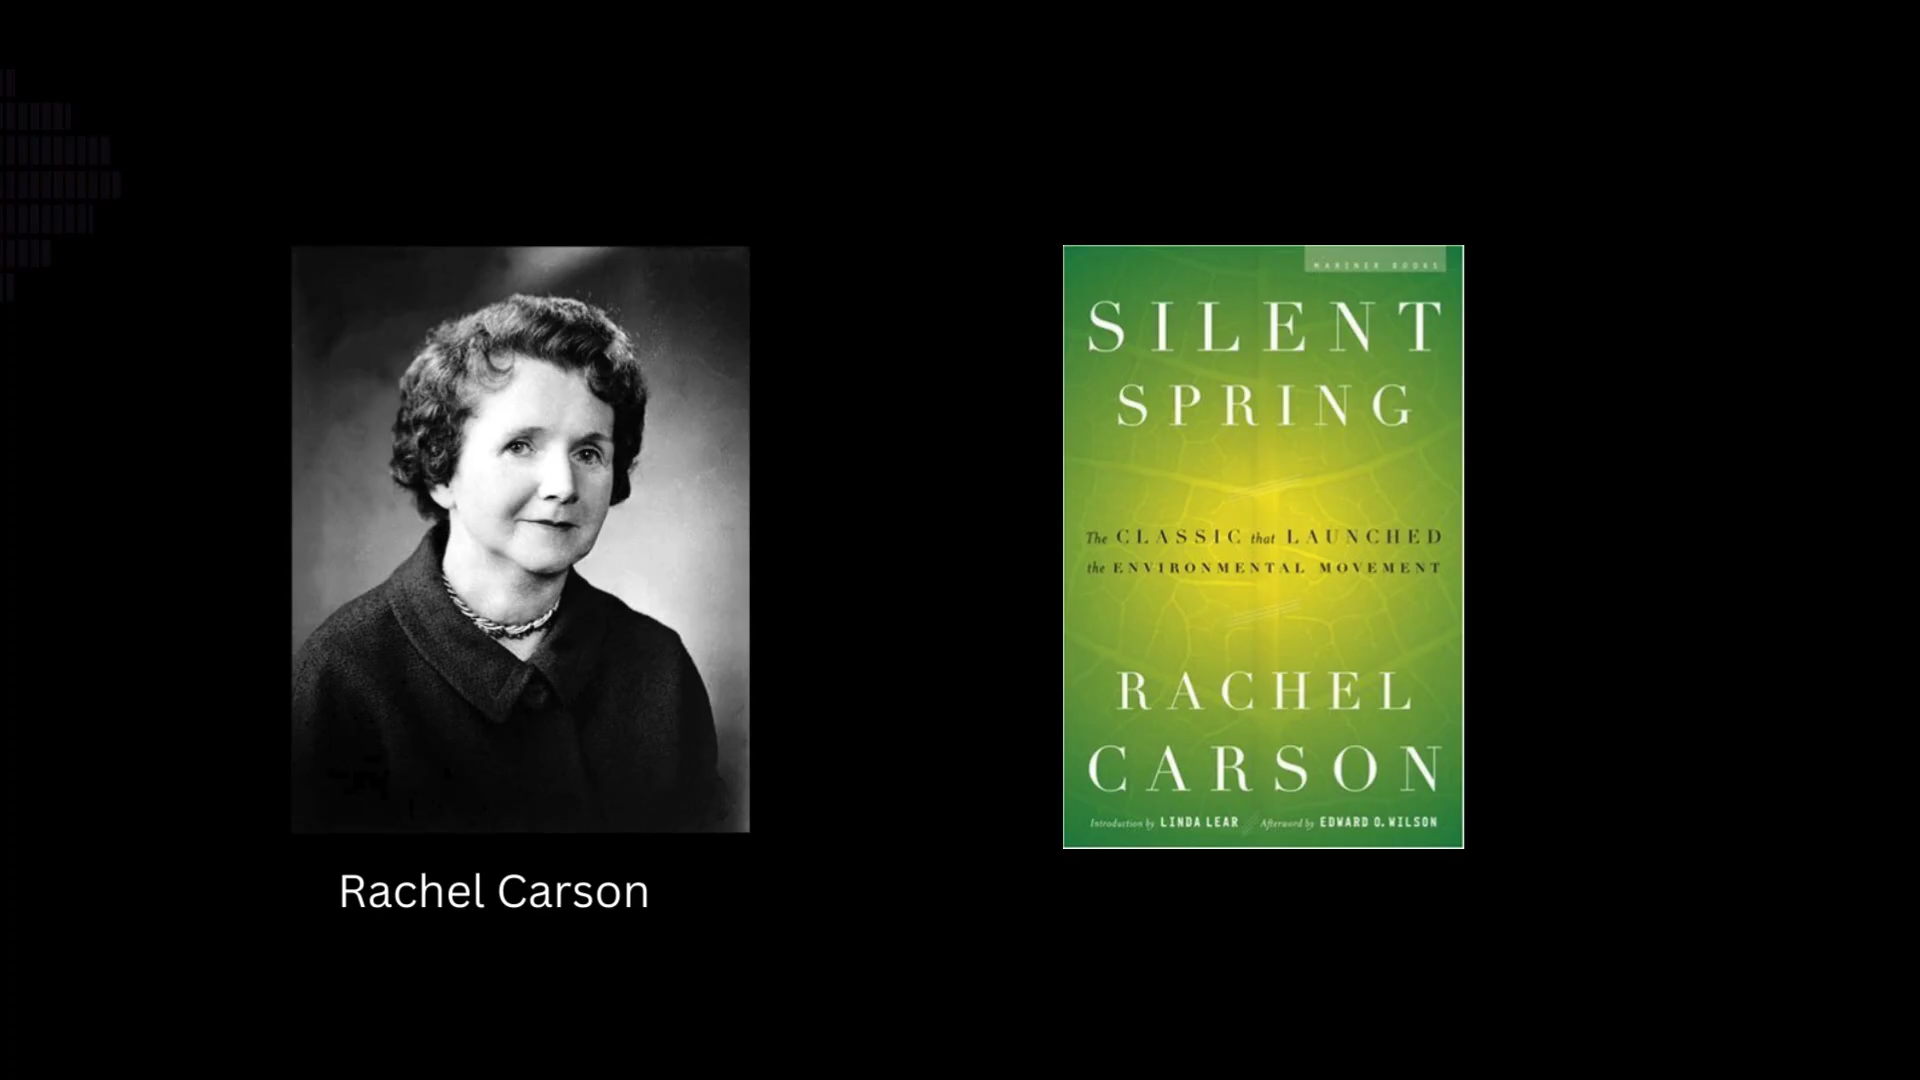 Rachel Carson
MARINER BOOKS
SILENT
SPRING
The CLASSIC that LAUNCHED
the ENVIRONMENTAL MOVEMENT
RACHEL
CARSON
Introduction by LINDA LEAR Afterword by EDWARD O. WILSON